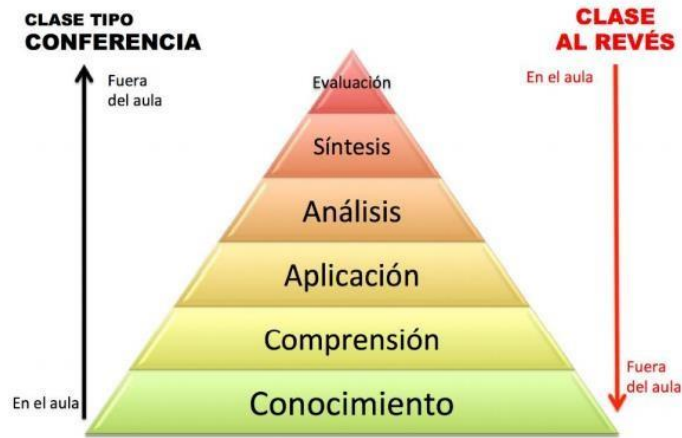 CLASE TIPO
CONFERENCIA
Fuera
del aula
En el aula
Evaluación
Síntesis
Análisis
Aplicación
Comprensión
Conocimiento
CLASE
AL REVÉS
En el aula
Fuera
del aula